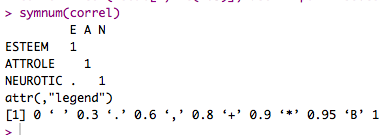 > symnum(correl)
         E A N
ESTEEM   1
ATTROLE    1
NEUROTIC .   1
attr(,"legend")
[1] 0 ‘ ’ 0.3 ‘.’ 0.6 ‘,’ 0.8 ‘+’ 0.9 ‘*’ 0.95 ‘B’ 1
>